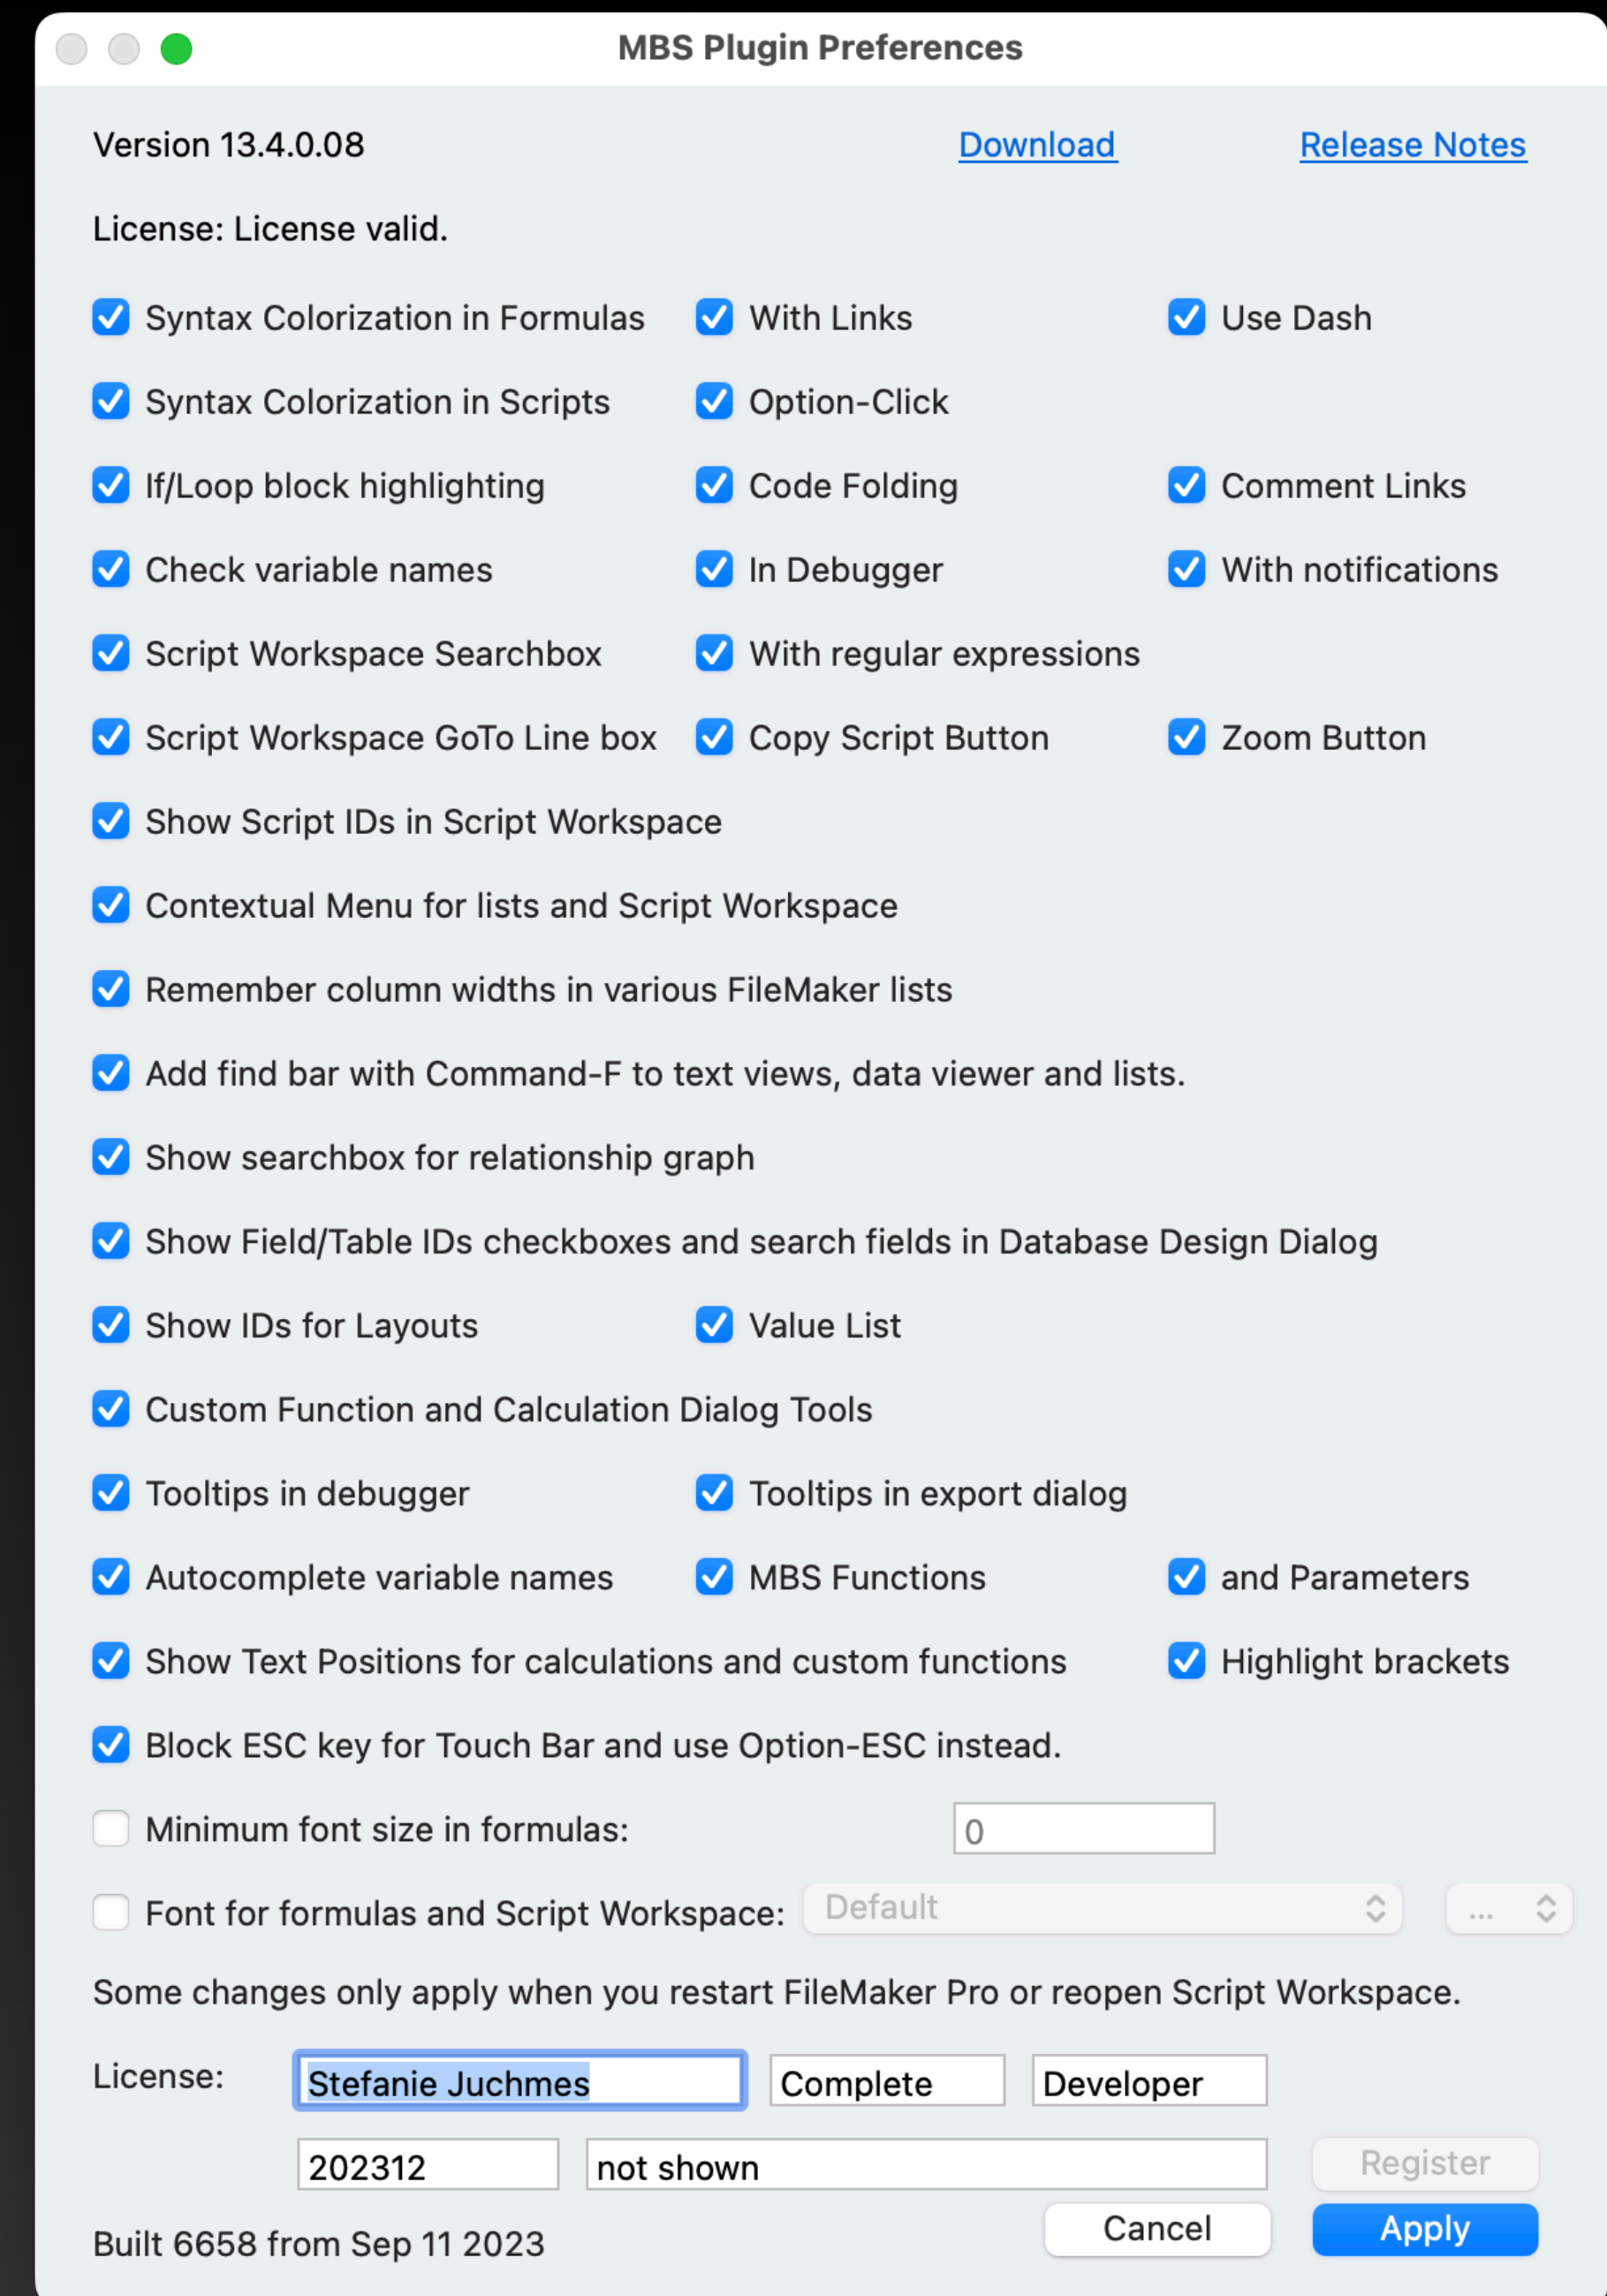 MBS Plugin Preferences
Version 13.4.0.08 Download Release Notes
License: License valid.
Syntax Colorization in Formulas With Links Use Dash
Syntax Colorization in Scripts Option-Click
If/Loop block highlighting Code Folding Comment Links
Check variable names In Debugger With notifications
Script Workspace Searchbox With regular expressions
Script Workspace GoTo Line box Copy Script Button Zoom Button
Show Script IDs in Script Workspace
Contextual Menu for lists and Script Workspace
Remember column widths in various FileMaker lists
Add find bar with Command-F to text views, data viewer and lists.
Show searchbox for relationship graph
Show Field/Table IDs checkboxes and search fields in Database Design Dialog
Show IDs for Layouts Value List
Custom Function and Calculation Dialog Tools
Tooltips in debugger Tooltips in export dialog
Autocomplete variable names MBS Functions and Parameters
Show Text Positions for calculations and custom functions Highlight brackets
Block ESC key for Touch Bar and use Option-ESC instead.
Minimum font size in formulas: 0
Font for formulas and Script Workspace: Default ...
Some changes only apply when you restart FileMaker Pro or reopen Script Workspace.
License: Stefanie Juchmes Complete Developer
202312 not shown Register
Built 6658 from Sep 11 2023 Cancel Apply